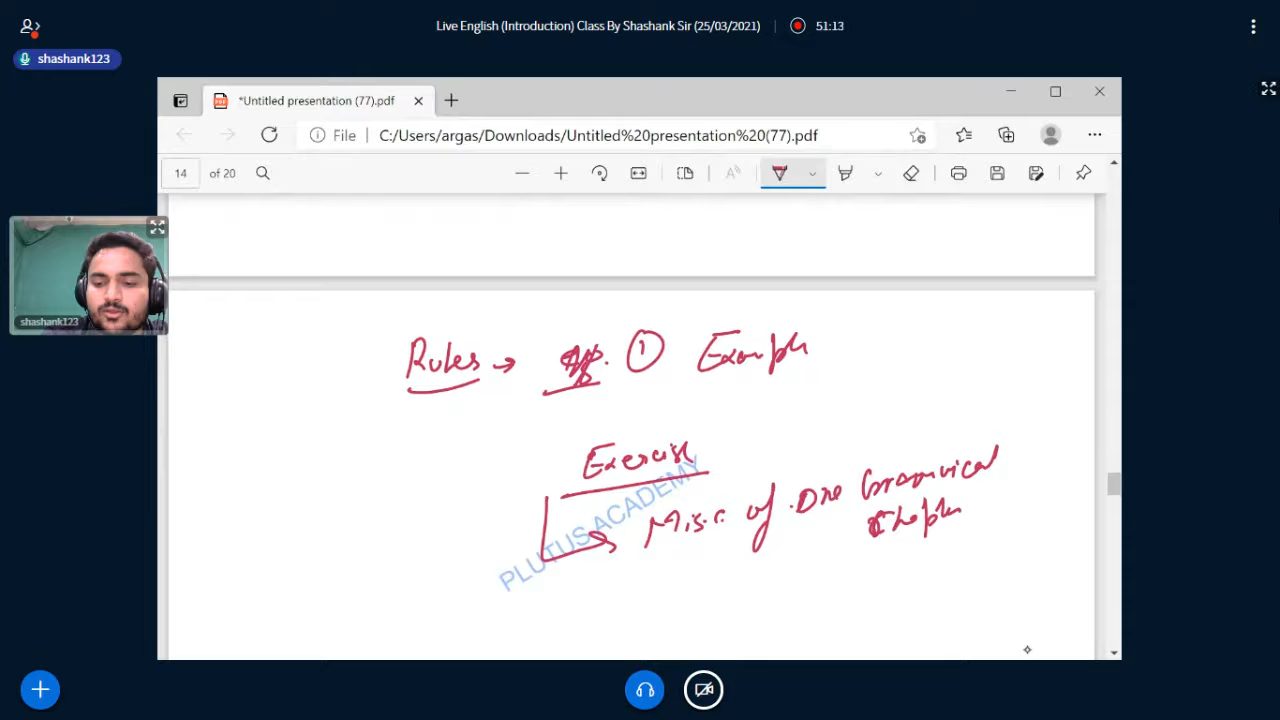 Live English (Introduction) Class By Shashank Sir (25/03/2021)
51:13
shashank123
*Untitled presentation (77).pdf
File
C:/Users/argas/Downloads/Untitled%20presentation%20(77).pdf
14 of 20
shashank123
Rules → ① Example
Exercise
PLUTUS ACADEMY
Misc. of One Grammical
Chapter